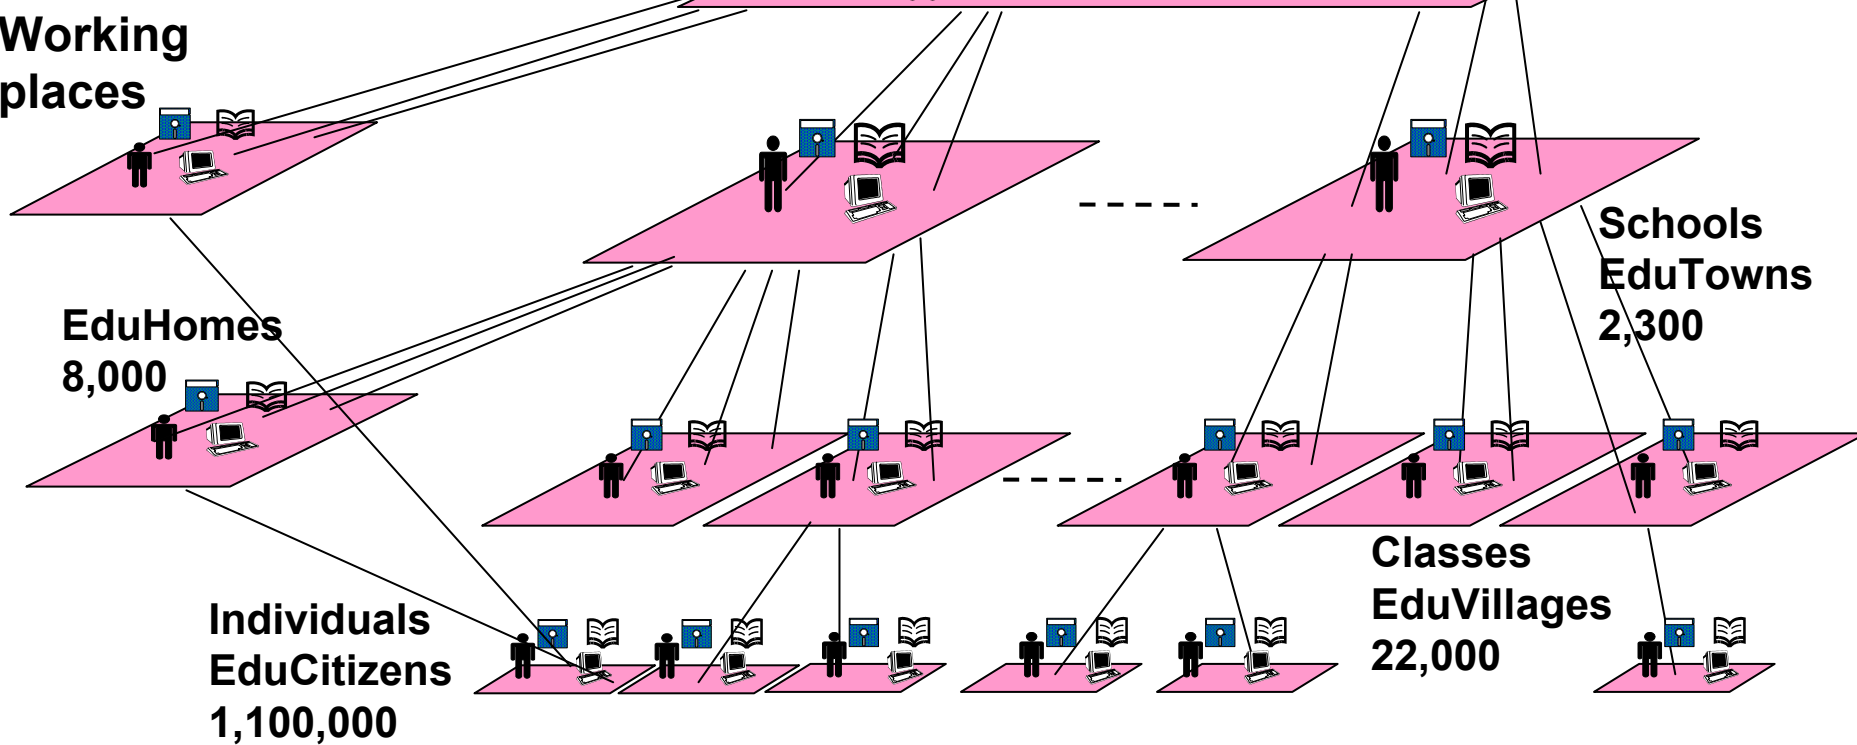 Working
places
Schools
EduTowns
2,300
EduHomes
8,000
Classes
EduVillages
22,000
Individuals
EduCitizens
1,100,000